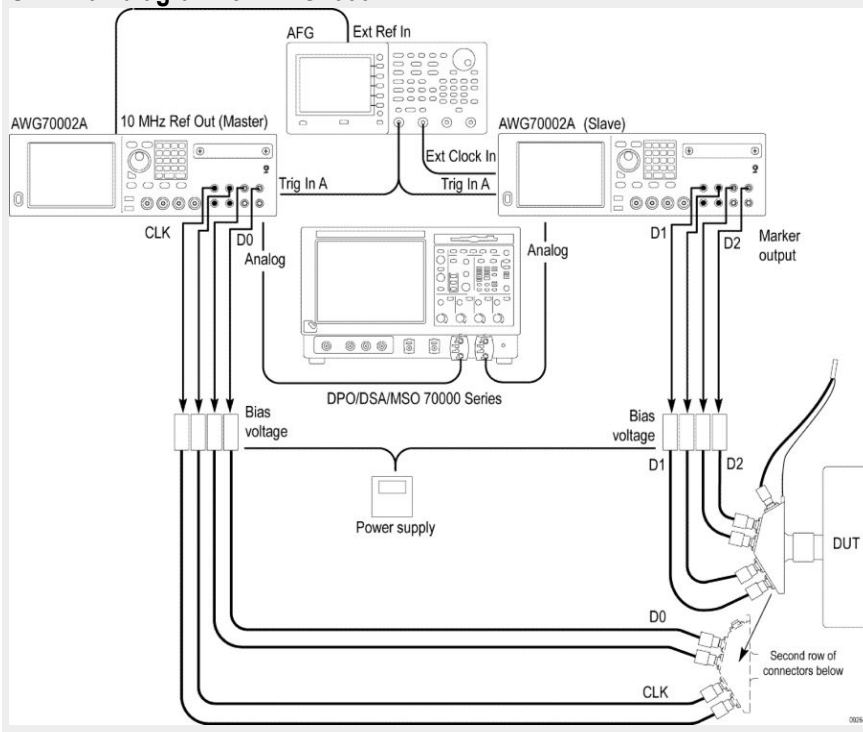 AFG
Ext Ref In
AWG70002A
10 MHz Ref Out (Master)
AWG70002A (Slave)
Ext Clock In
Trig In A
Trig In A
CLK
D0
Analog
Analog
D1
D2
Marker
output
DPO/DSA/MSO 70000 Series
Bias
voltage
Bias
voltage
D1
D2
Power supply
DUT
D0
Second row of
connectors below
CLK